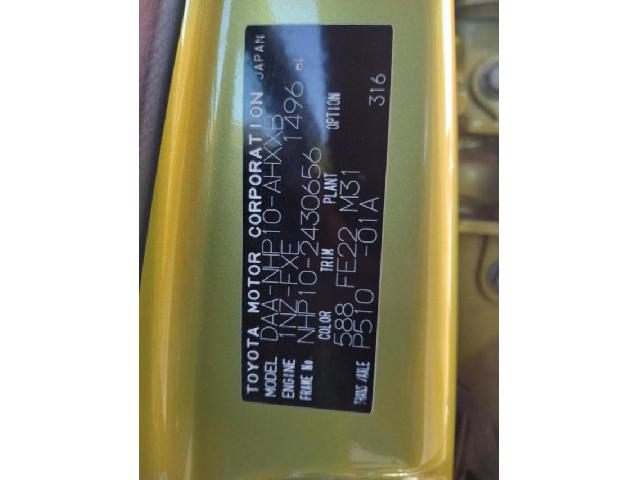 TOYOTA MOTOR CORPORATION JAPAN
MODEL DAA-NHP10-AHXXB
ENGINE 1NZ-FXE 1496 mL
FRAME No. NHP10-2430656
COLOR TRIM PLANT OPTION
588 FE22 M31 316
TRANS/AXLE P510 -01A